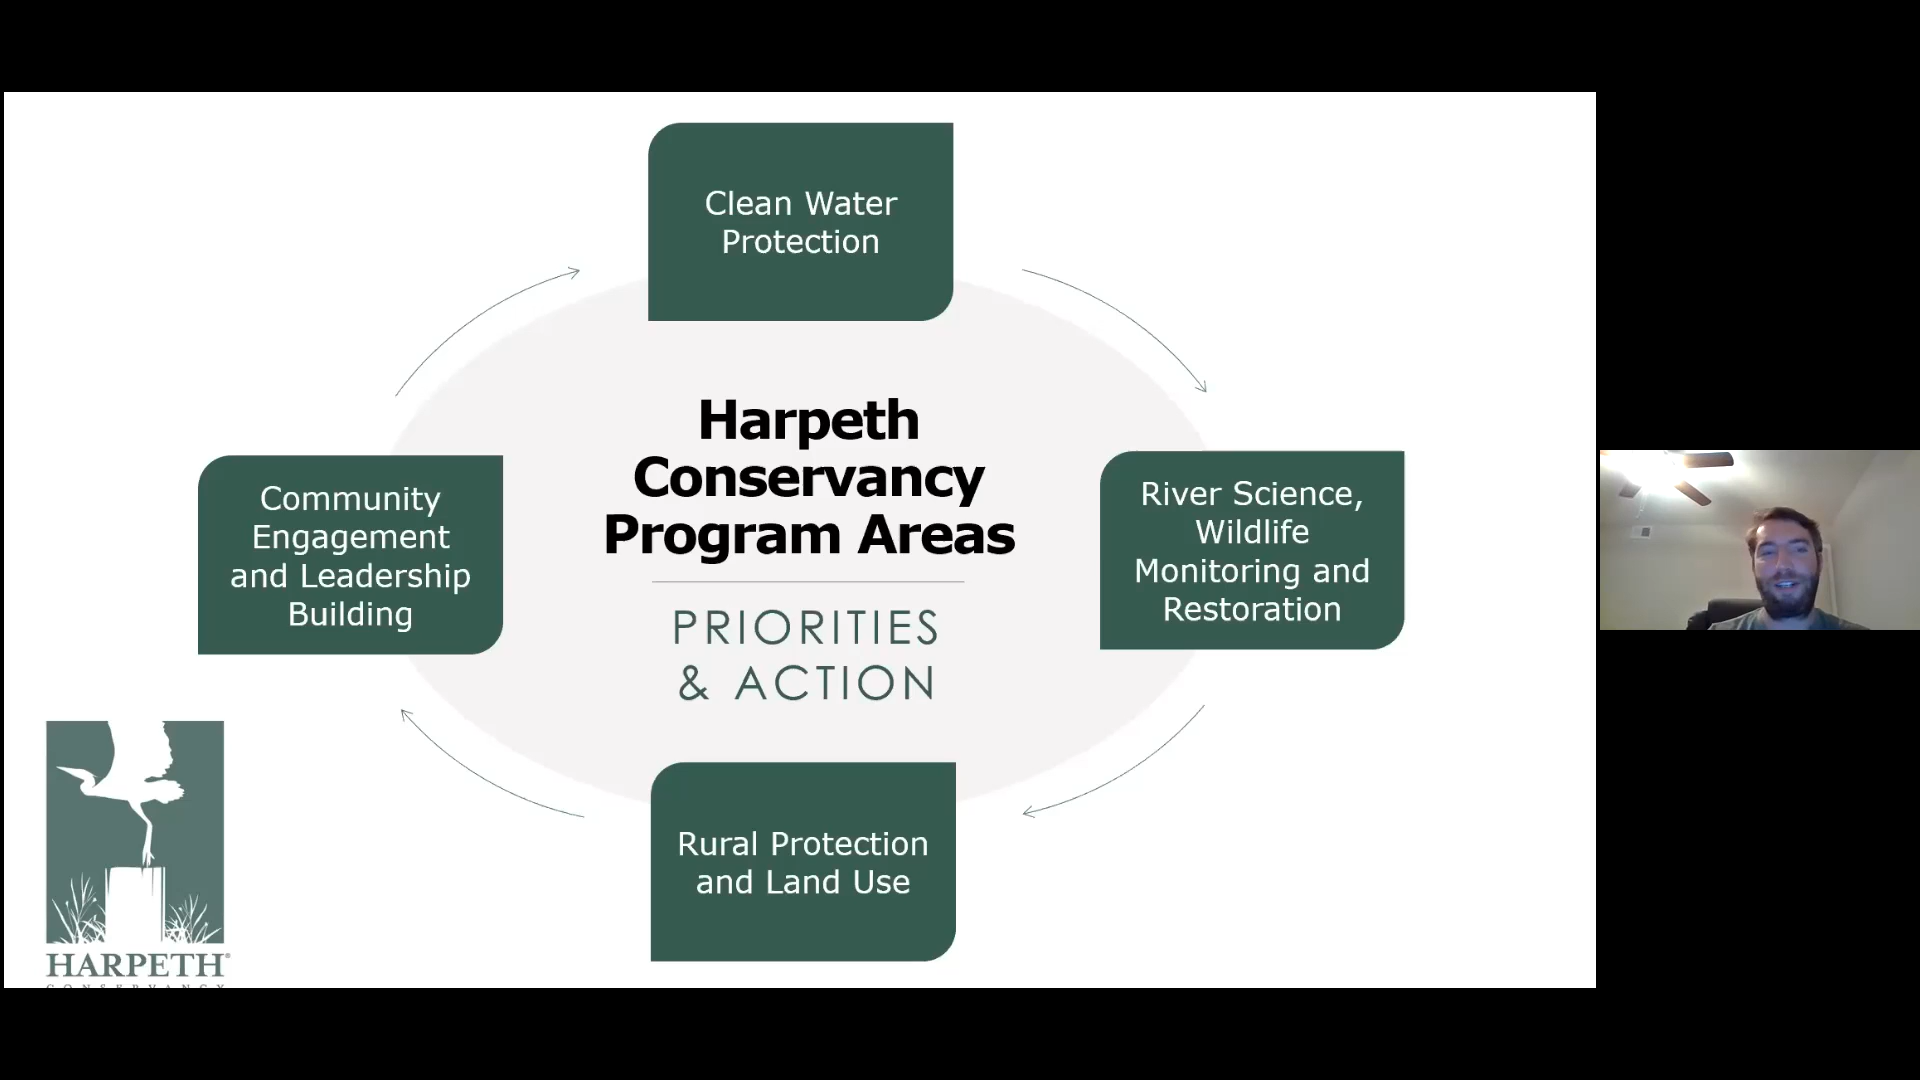 Clean Water
Protection
Harpeth
Conservancy
Program Areas
PRIORITIES
& ACTION
Community
Engagement
and Leadership
Building
River Science,
Wildlife
Monitoring and
Restoration
Rural Protection
and Land Use
HARPETH®
CONSERVANCY